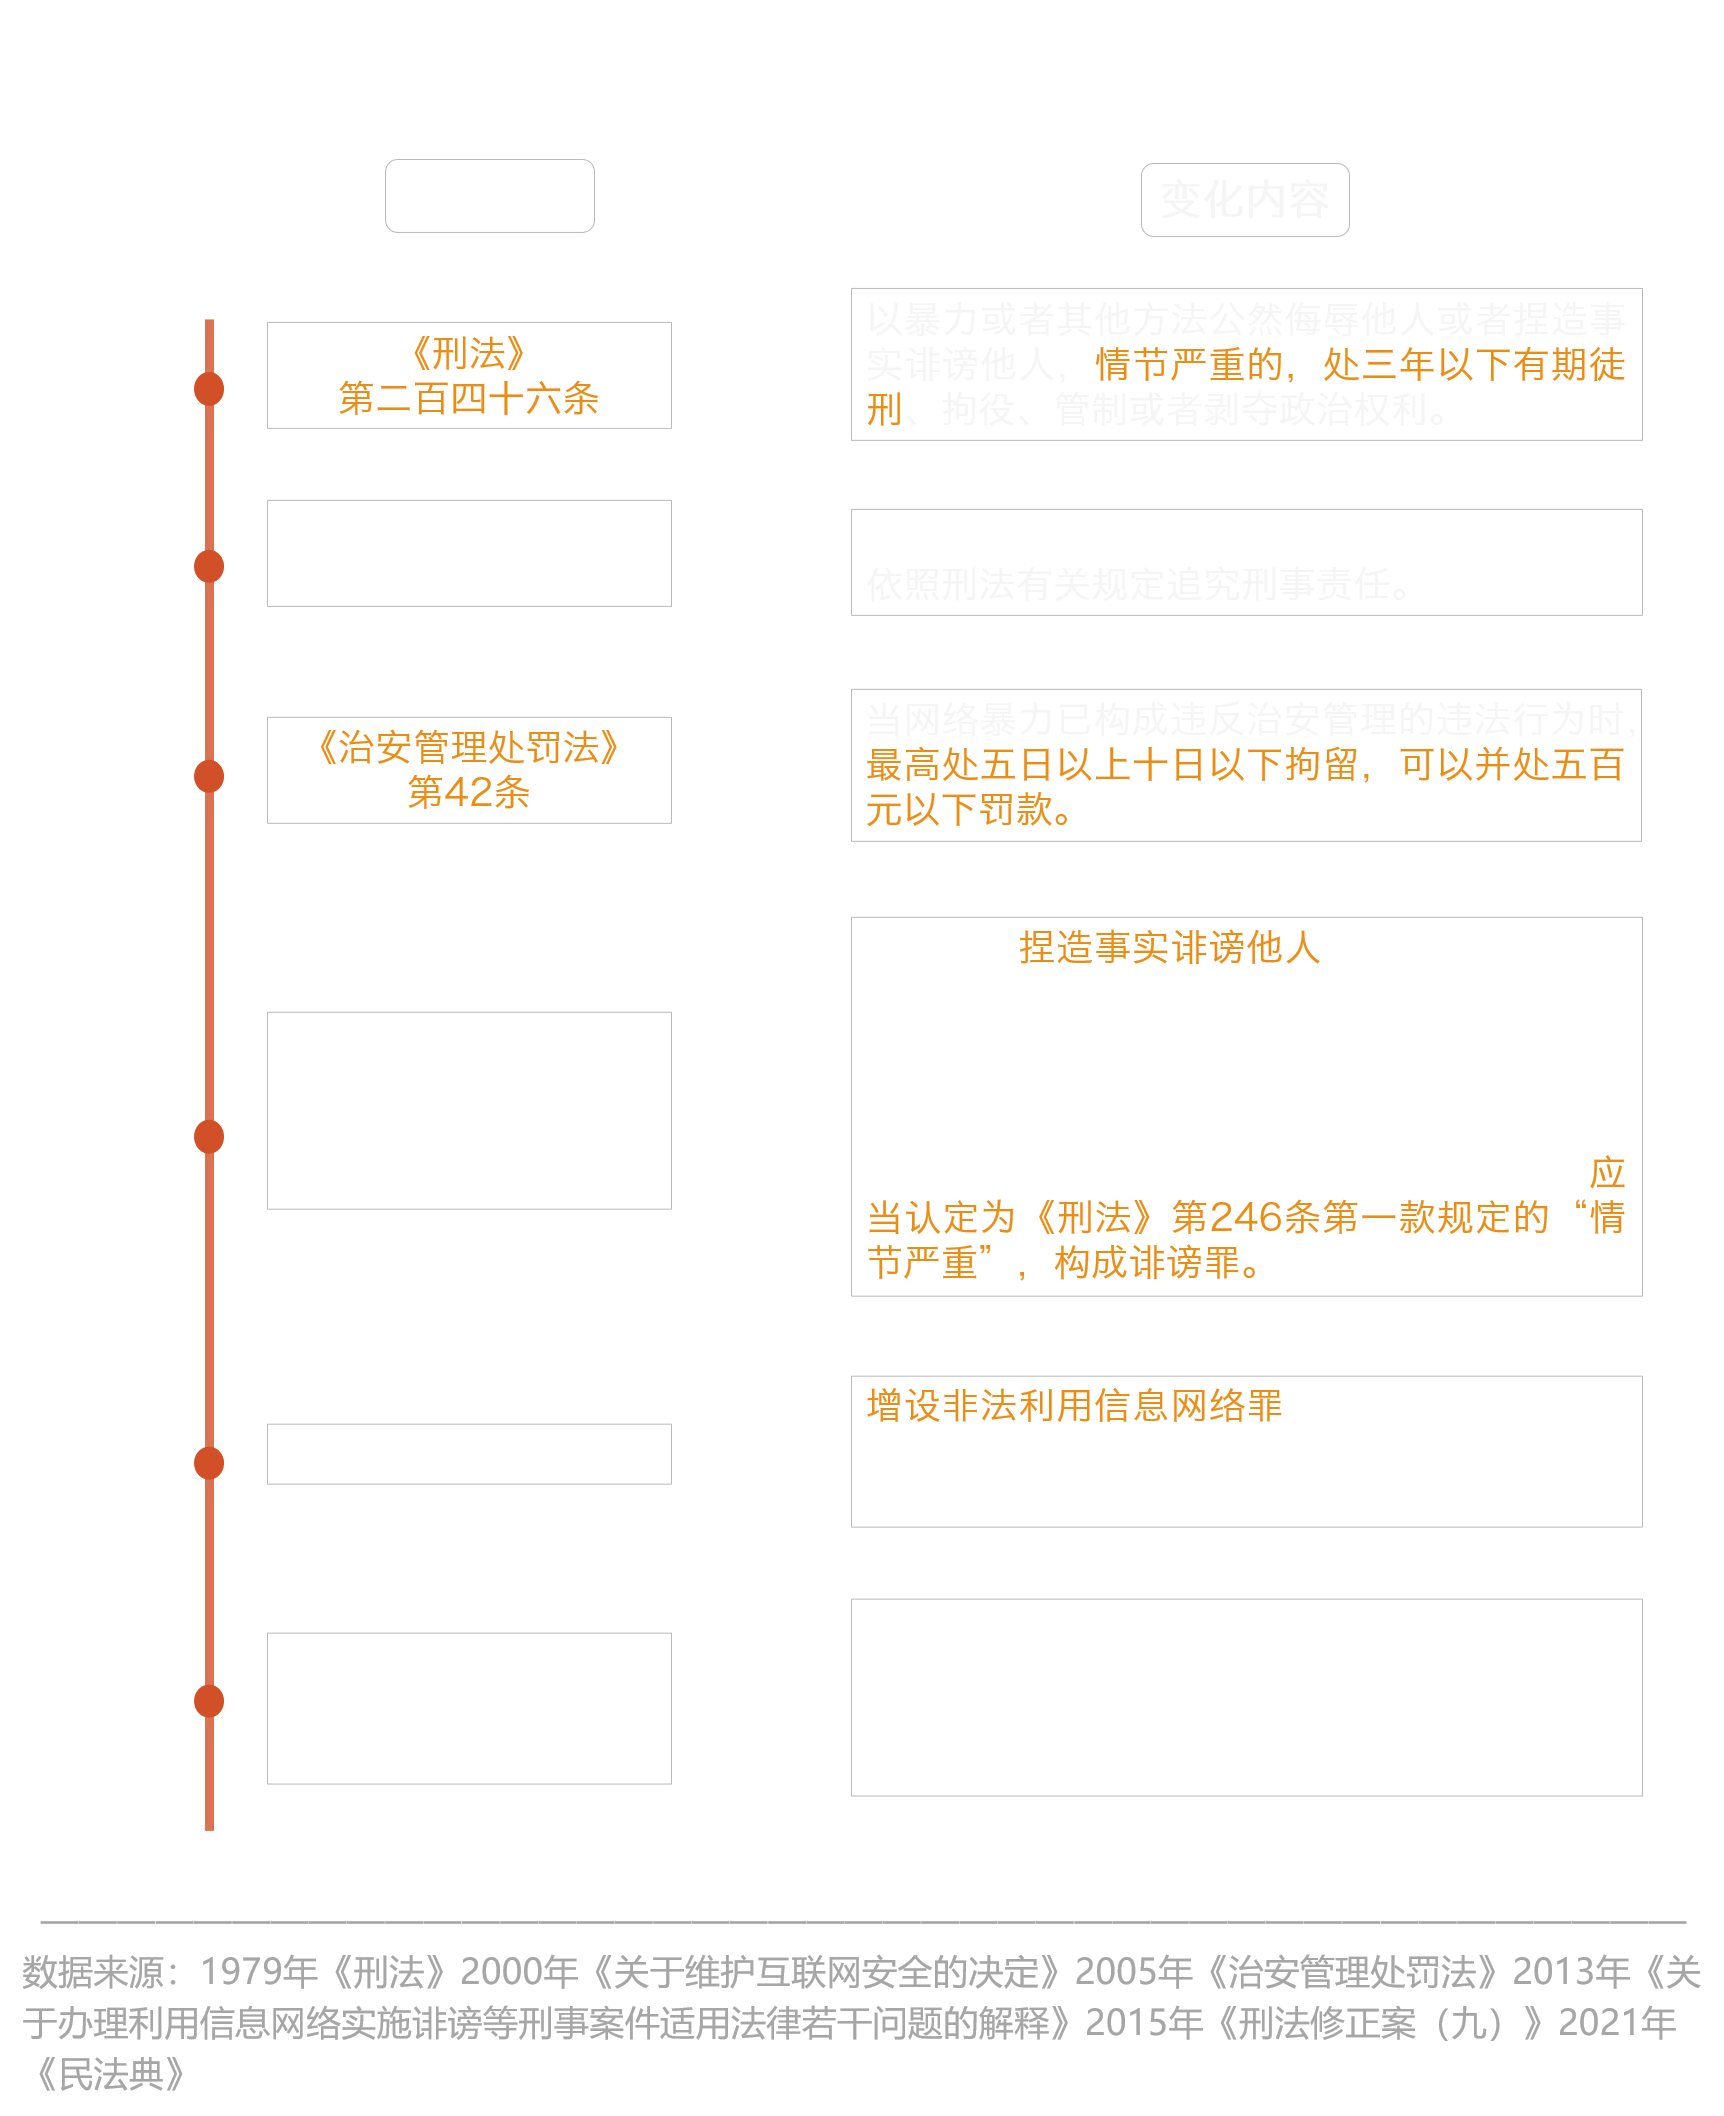 变化内容
《刑法》
第二百四十六条
以暴力或者其他方法公然侮辱他人或者捏造事
实诽谤他人，情节严重的，处三年以下有期徒
刑、拘役、管制或者剥夺政治权利。
依照刑法有关规定追究刑事责任。
《治安管理处罚法》
第42条
当网络暴力已构成违反治安管理的违法行为时，
最高处五日以上十日以下拘留，可以并处五百
元以下罚款。
捏造事实诽谤他人
应
当认定为《刑法》第246条第一款规定的“情
节严重”，构成诽谤罪。
增设非法利用信息网络罪
数据来源：1979年《刑法》2000年《关于维护互联网安全的决定》2005年《治安管理处罚法》2013年《关
于办理利用信息网络实施诽谤等刑事案件适用法律若干问题的解释》2015年《刑法修正案（九）》2021年
《民法典》